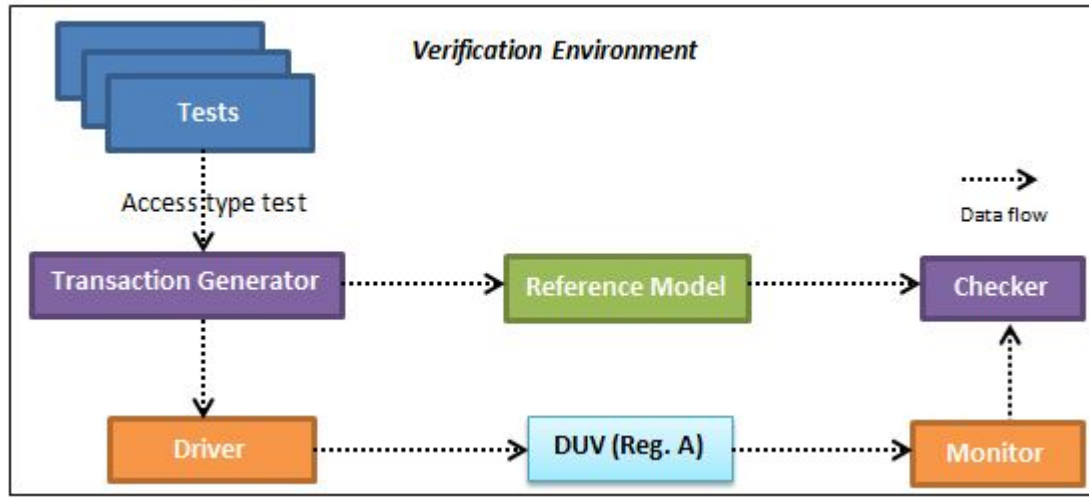 Verification Environment
Tests
Access type test
Data flow
Transaction Generator
Reference Model
Checker
Driver
DUV (Reg. A)
Monitor